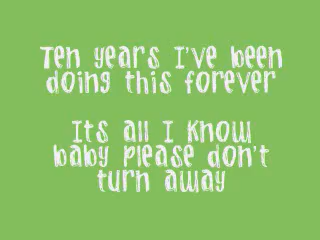 Ten years I've been
doing this forever
Its all I know
baby please don't
turn away